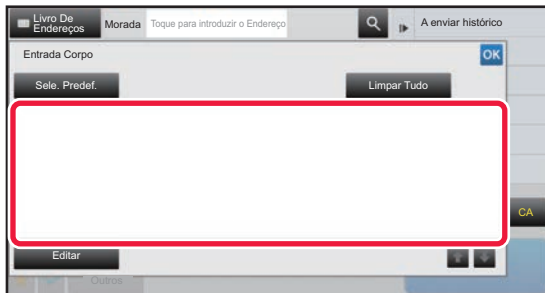 Livro De
Endereços
Morada
Toque para introduzir o Endereço
A enviar histórico
Entrada Corpo
OK
Sele. Predef.
Limpar Tudo
CA
Editar
Outros